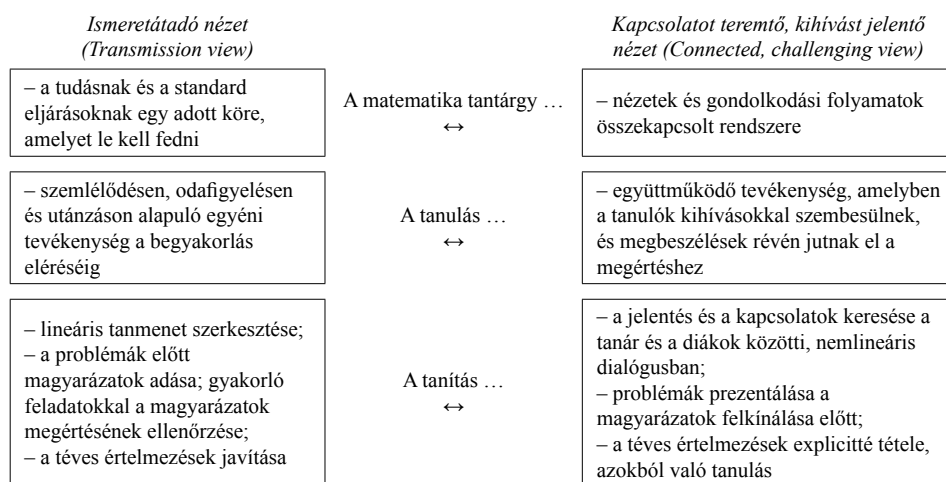 Ismeretátadó nézet
(Transmission view)
Kapcsolatot teremtő, kihívást jelentő
nézet (Connected, challenging view)
– a tudásnak és a standard
eljárásoknak egy adott köre,
amelyet le kell fedni
A matematika tantárgy …
↔
– nézetek és gondolkodási folyamatok
összekapcsolt rendszere
– szemlélődésen, odafigyelésen
és utánzáson alapuló egyéni
tevékenység a begyakorlás
eléréséig
A tanulás …
↔
– együttműködő tevékenység, amelyben
a tanulók kihívásokkal szembesülnek,
és megbeszélések révén jutnak el a
megértéshez
– lineáris tanmenet szerkesztése;
– a problémák előtt
magyarázatok adása; gyakorló
feladatokkal a magyarázatok
megértésének ellenőrzése;
– a téves értelmezések javítása
A tanítás …
↔
– a jelentés és a kapcsolatok keresése a
tanár és a diákok közötti, nemlineáris
dialógusban;
– problémák prezentálása a
magyarázatok felkínálása előtt;
– a téves értelmezések explicitté tétele,
azokból való tanulás